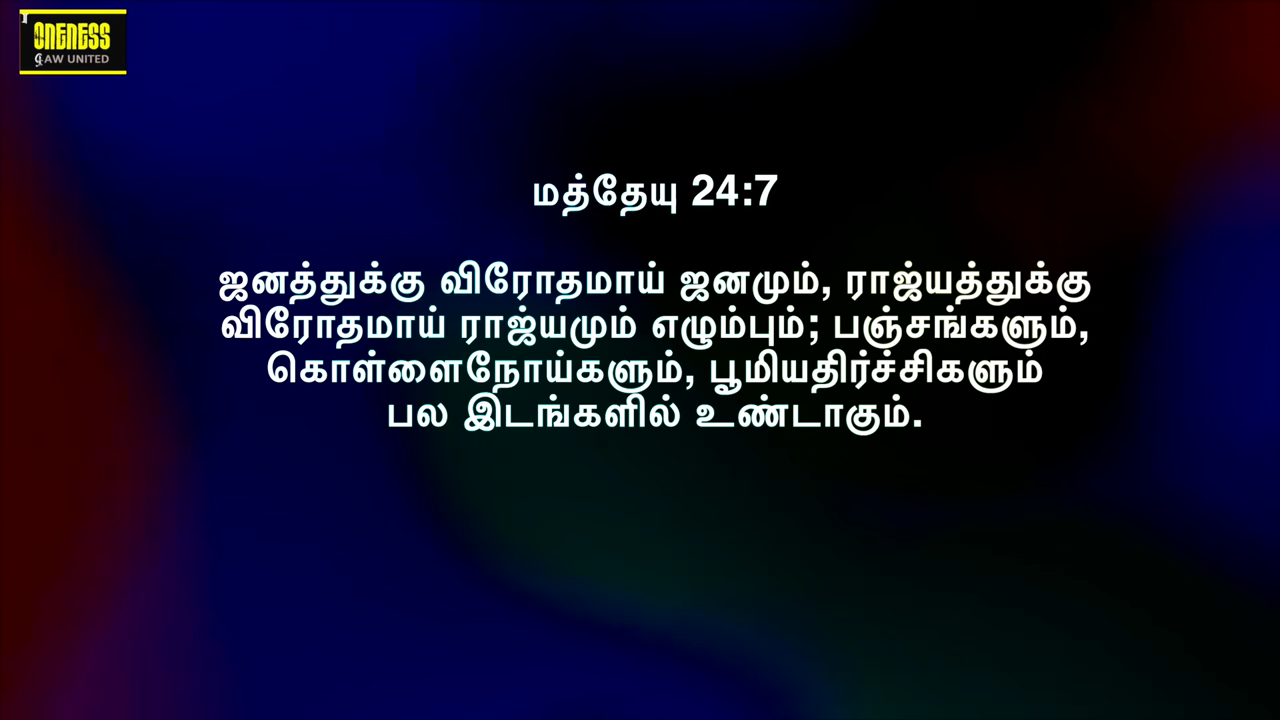 ONENESS
GAW UNITED
மத்தேயு 24:7
ஜனத்துக்கு விரோதமாய் ஜனமும், ராஜ்யத்துக்கு
விரோதமாய் ராஜ்யமும் எழும்பும்; பஞ்சங்களும்,
கொள்ளைநோய்களும், பூமியதிர்ச்சிகளும்
பல இடங்களில் உண்டாகும்.